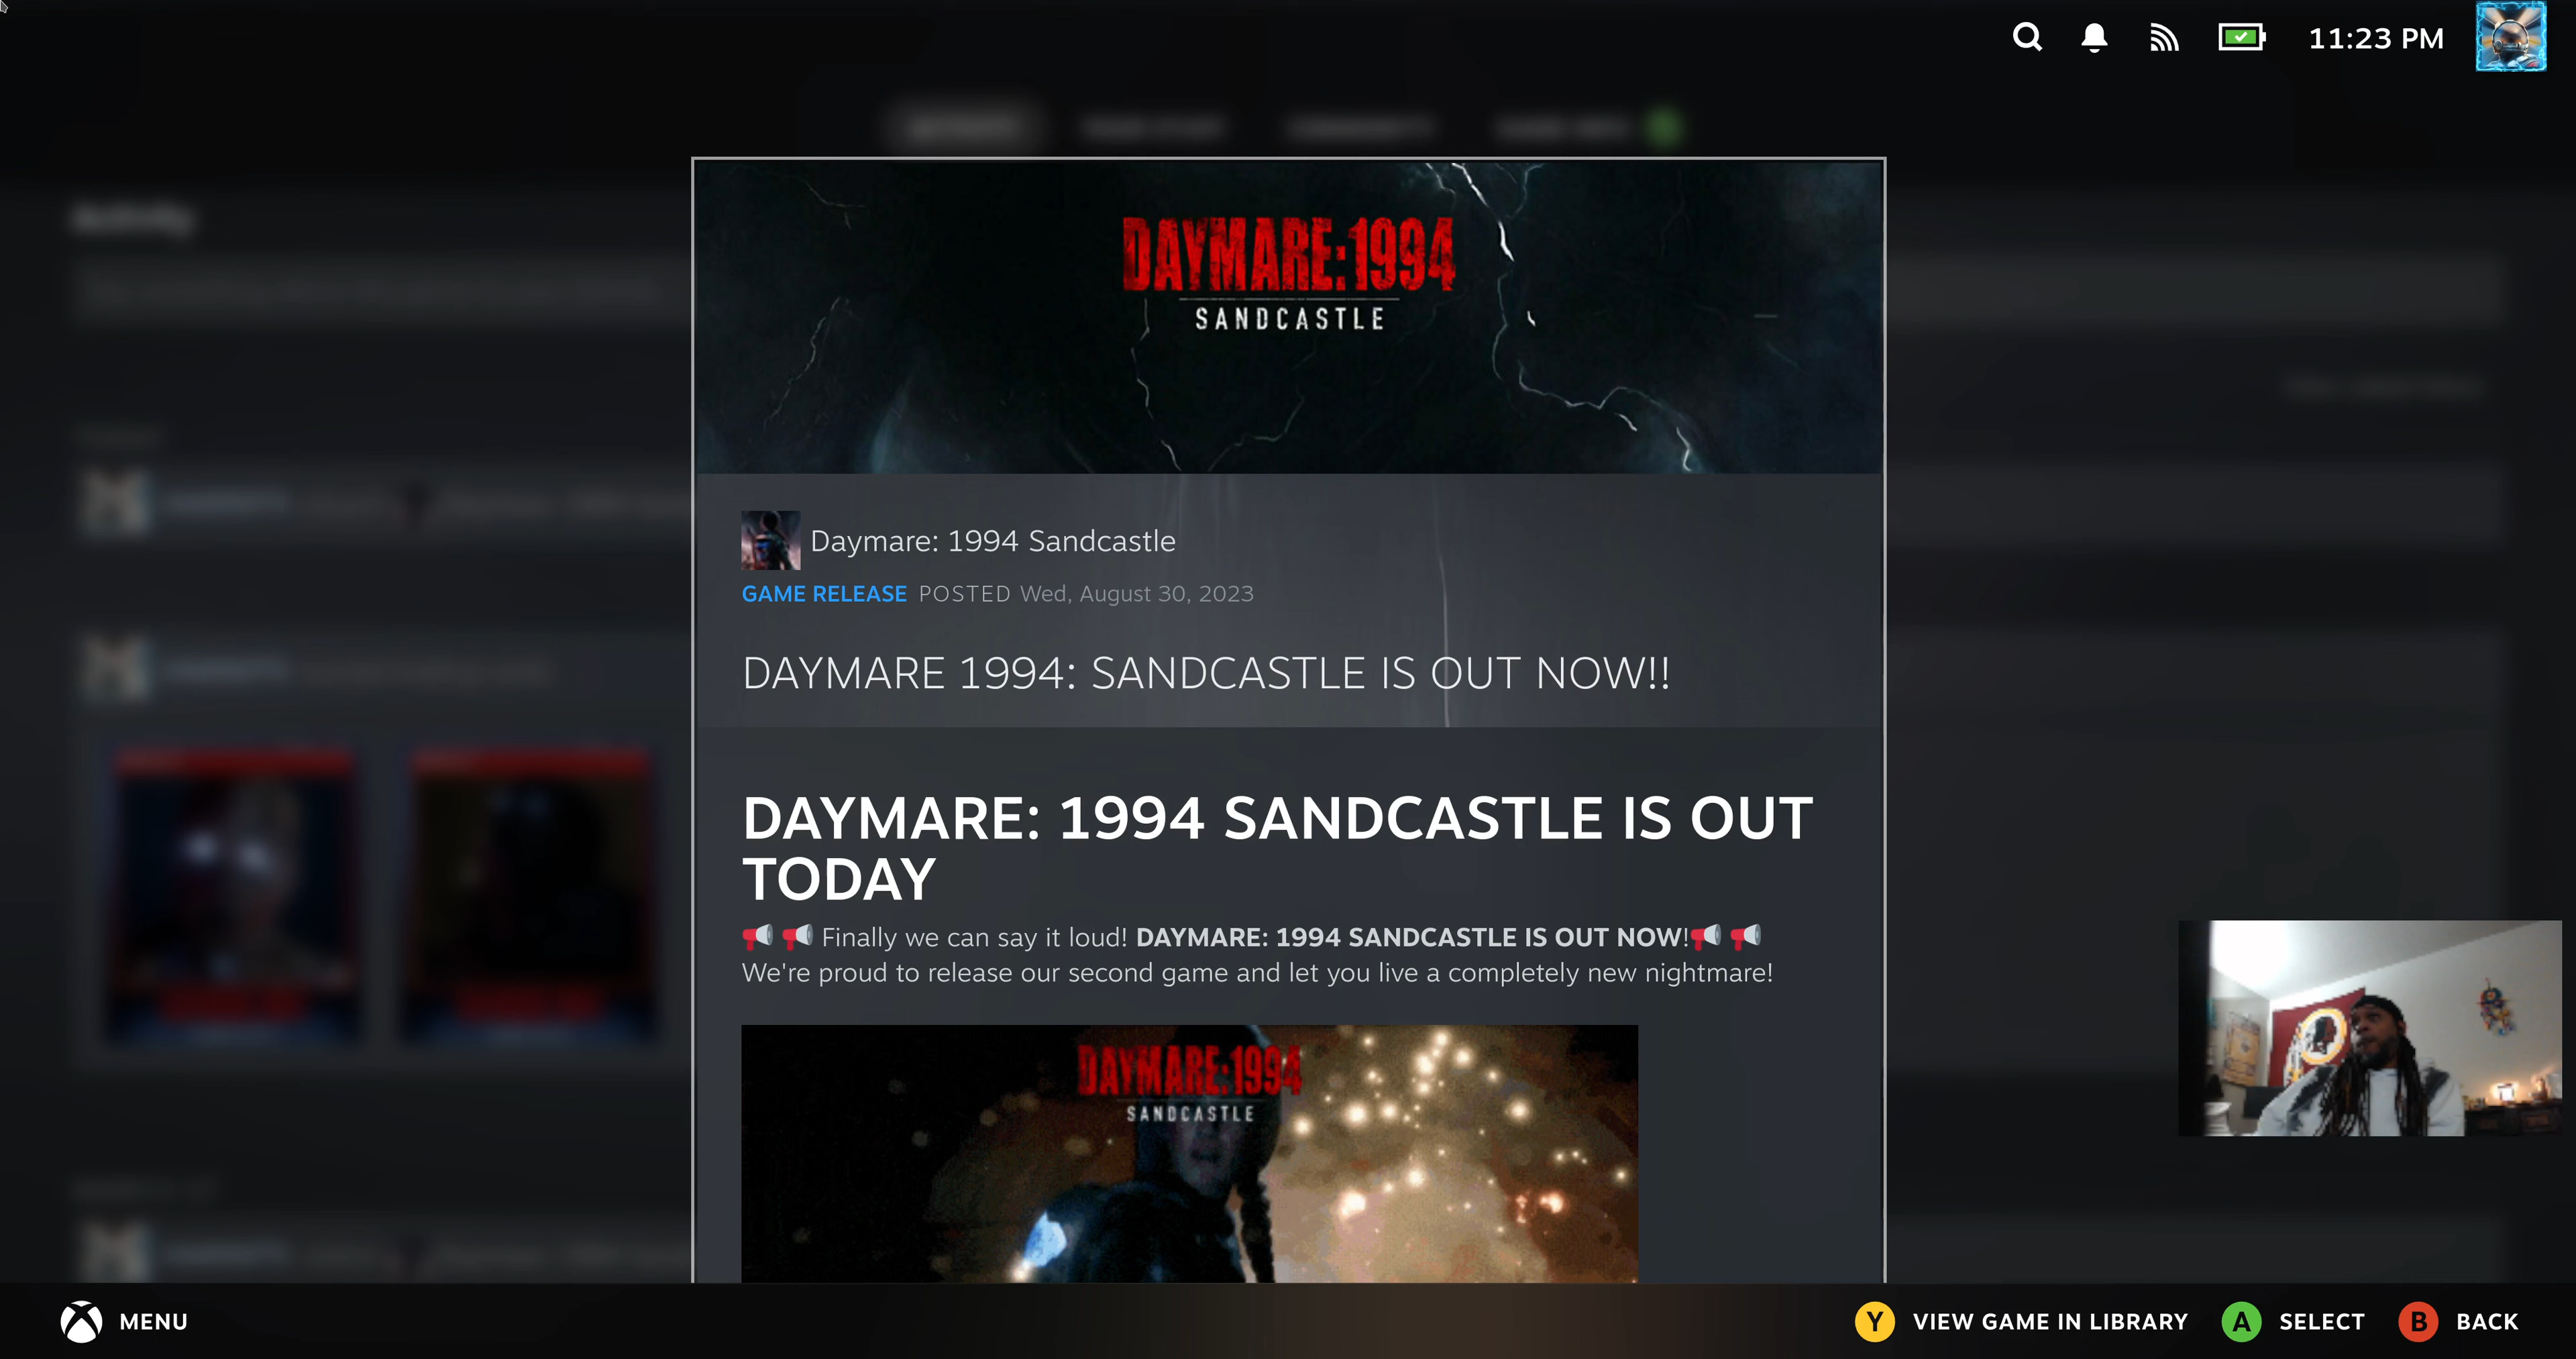 11:23 PM
Activity
DAYMARE:1994
SANDCASTLE
Daymare: 1994 Sandcastle
GAME RELEASE POSTED Wed, August 30, 2023
DAYMARE 1994: SANDCASTLE IS OUT NOW!!
DAYMARE: 1994 SANDCASTLE IS OUT
TODAY
📢 📢 Finally we can say it loud! DAYMARE: 1994 SANDCASTLE IS OUT NOW!📢 📢
We're proud to release our second game and let you live a completely new nightmare!
DAYMARE:1994
SANDCASTLE
MENU
Y VIEW GAME IN LIBRARY A SELECT B BACK